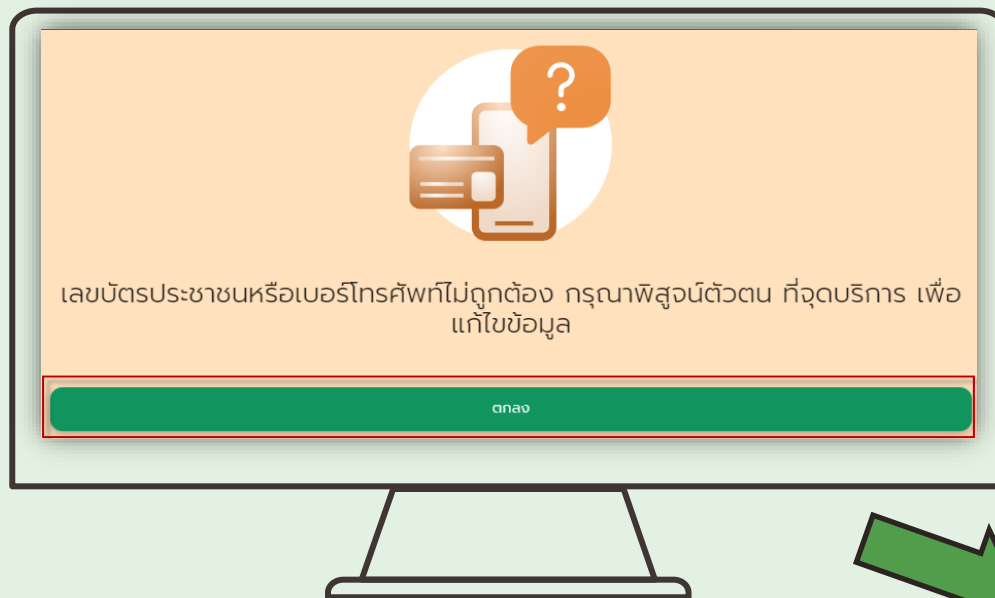 ?
เลขบัตรประชาชนหรือเบอร์โทรศัพท์ไม่ถูกต้อง กรุณาพิสูจน์ตัวตน ที่จุดบริการ เพื่อ
แก้ไขข้อมูล
ตกลง